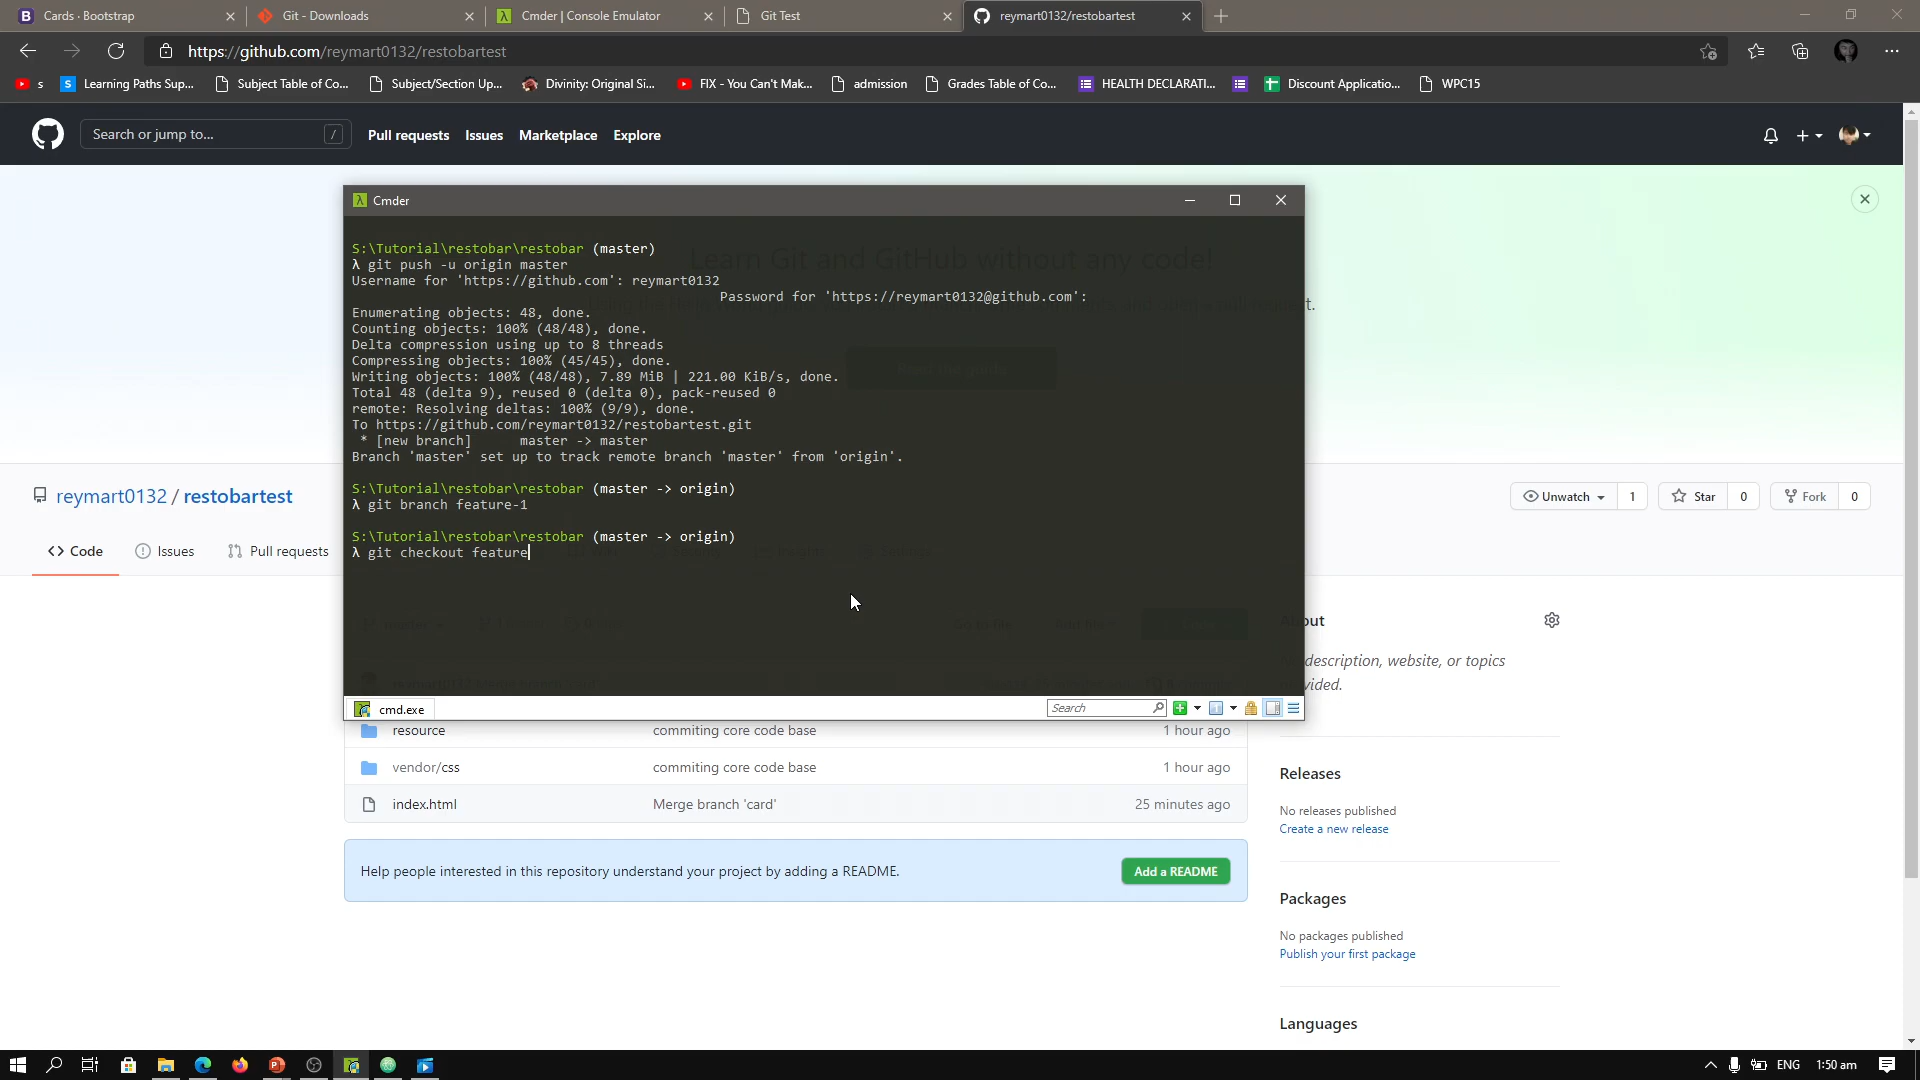 Cards · Bootstrap
Git - Downloads
Cmder | Console Emulator
Git Test
reymart0132/restobartest
https://github.com/reymart0132/restobartest
s
Learning Paths Sup...
Subject Table of Co...
Subject/Section Up...
Divinity: Original Si...
FIX - You Can't Mak...
admission
Grades Table of Co...
HEALTH DECLARATI...
Discount Applicatio...
WPC15
Search or jump to...
/
Pull requests
Issues
Marketplace
Explore
Learn Git and GitHub without any code!
Cmder
S:\Tutorial\restobar\restobar (master)
λ git push -u origin master
Username for 'https://github.com': reymart0132
Password for 'https://reymart0132@github.com':
Enumerating objects: 48, done.
Counting objects: 100% (48/48), done.
Delta compression using up to 8 threads
Compressing objects: 100% (45/45), done.
Writing objects: 100% (48/48), 7.89 MiB | 221.00 KiB/s, done.
Total 48 (delta 9), reused 0 (delta 0), pack-reused 0
remote: Resolving deltas: 100% (9/9), done.
To https://github.com/reymart0132/restobartest.git
* [new branch]      master -> master
Branch 'master' set up to track remote branch 'master' from 'origin'.
S:\Tutorial\restobar\restobar (master -> origin)
λ git branch feature-1
S:\Tutorial\restobar\restobar (master -> origin)
λ git checkout feature
cmd.exe
Search
reymart0132 / restobartest
Unwatch
1
Star
0
Fork
0
Code
Issues
Pull requests
description, website, or topics
resource
commiting core code base
1 hour ago
vendor/css
commiting core code base
1 hour ago
index.html
Merge branch 'card'
25 minutes ago
Help people interested in this repository understand your project by adding a README.
Add a README
Releases
No releases published
Create a new release
Packages
No packages published
Publish your first package
Languages
ENG
1:50 am